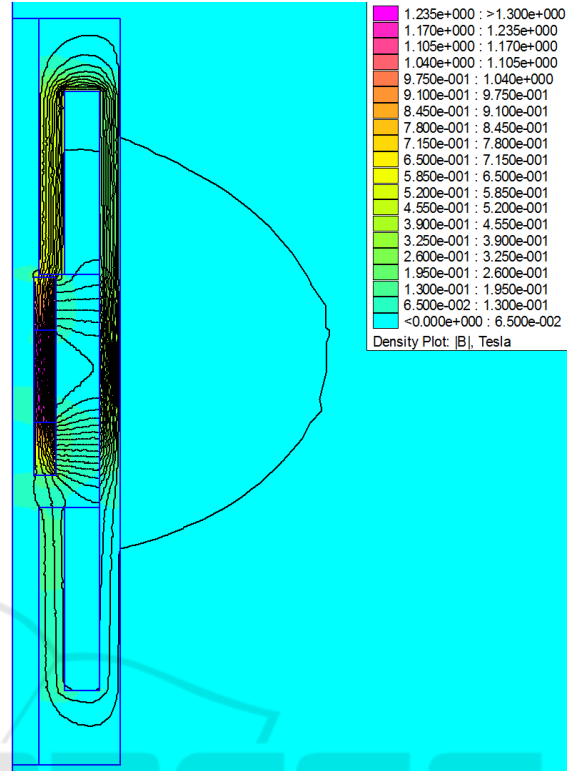 1.235e+000 : >1.300e+000
1.170e+000 : 1.235e+000
1.105e+000 : 1.170e+000
1.040e+000 : 1.105e+000
9.750e-001 : 1.040e+000
9.100e-001 : 9.750e-001
8.450e-001 : 9.100e-001
7.800e-001 : 8.450e-001
7.150e-001 : 7.800e-001
6.500e-001 : 7.150e-001
5.850e-001 : 6.500e-001
5.200e-001 : 5.850e-001
4.550e-001 : 5.200e-001
3.900e-001 : 4.550e-001
3.250e-001 : 3.900e-001
2.600e-001 : 3.250e-001
1.950e-001 : 2.600e-001
1.300e-001 : 1.950e-001
6.500e-002 : 1.300e-001
<0.000e+000 : 6.500e-002
Density Plot: |B|, Tesla